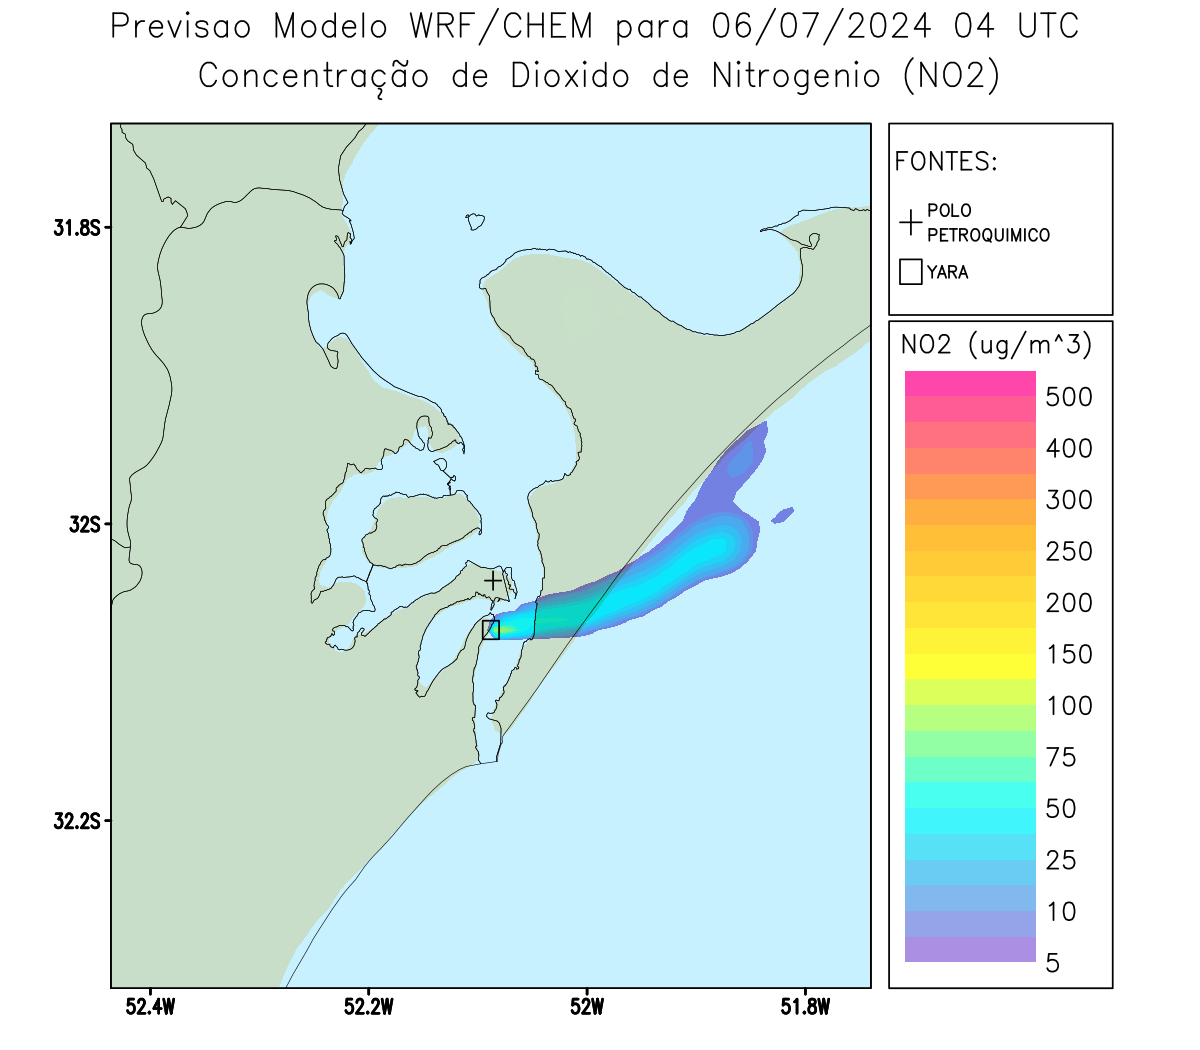 Previsao Modelo WRF/CHEM para 06/07/2024 04 UTC
Concentração de Dioxido de Nitrogenio (NO2)
FONTES:
POLO
PETROQUIMICO
YARA
NO2 (ug/m^3)
500
400
300
250
200
150
100
75
50
25
10
5
31.8S
32S
32.2S
52.4W
52.2W
52W
51.8W